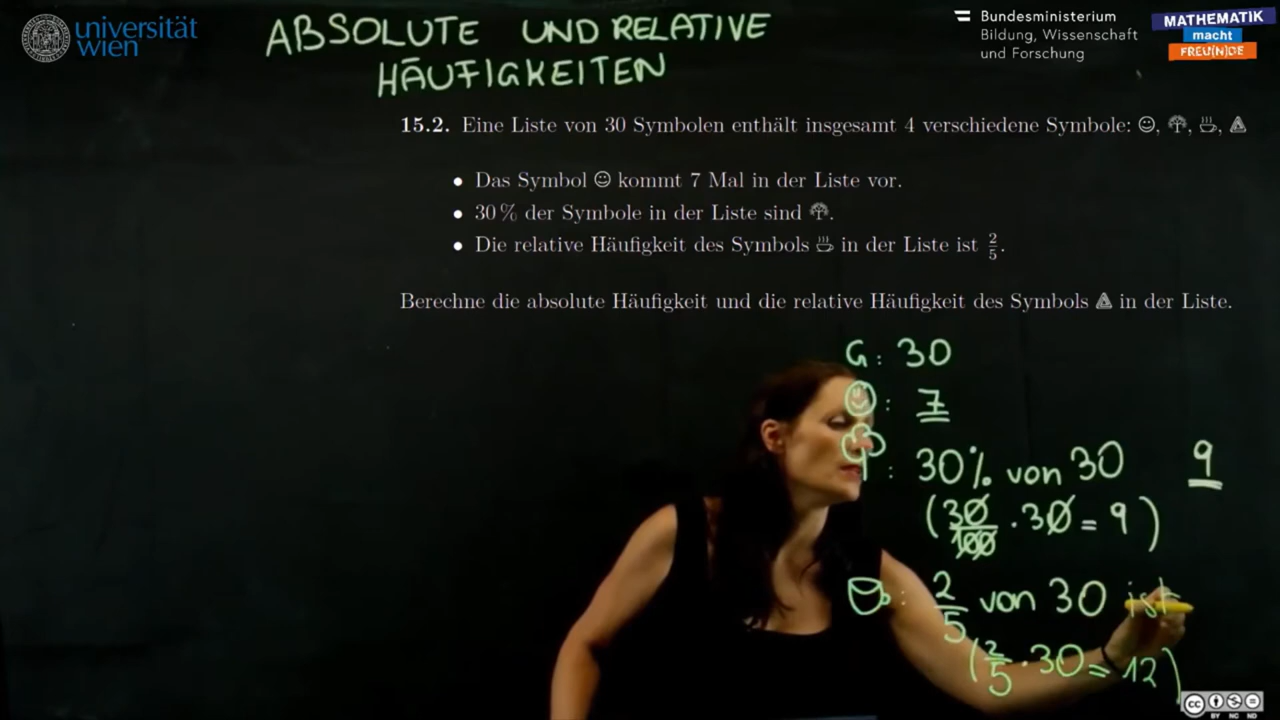 universität
wien
ABSOLUTE UND RELATIVE
HÄUFIGKEITEN
Bundesministerium
Bildung, Wissenschaft
und Forschung
MATHEMATIK
macht
FREU(N)DE
15.2. Eine Liste von 30 Symbolen enthält insgesamt 4 verschiedene Symbole: ☺, 🌳, ☕, △
• Das Symbol ☺ kommt 7 Mal in der Liste vor.
• 30 % der Symbole in der Liste sind 🌳.
• Die relative Häufigkeit des Symbols ☕ in der Liste ist 2/5.
Berechne die absolute Häufigkeit und die relative Häufigkeit des Symbols △ in der Liste.
G: 30
☺: 7
🌳: 30% von 30 9
(30/100 · 30 = 9)
☕: 2/5 von 30 ist
(2/5 · 30 = 12)
cc
BY NC ND